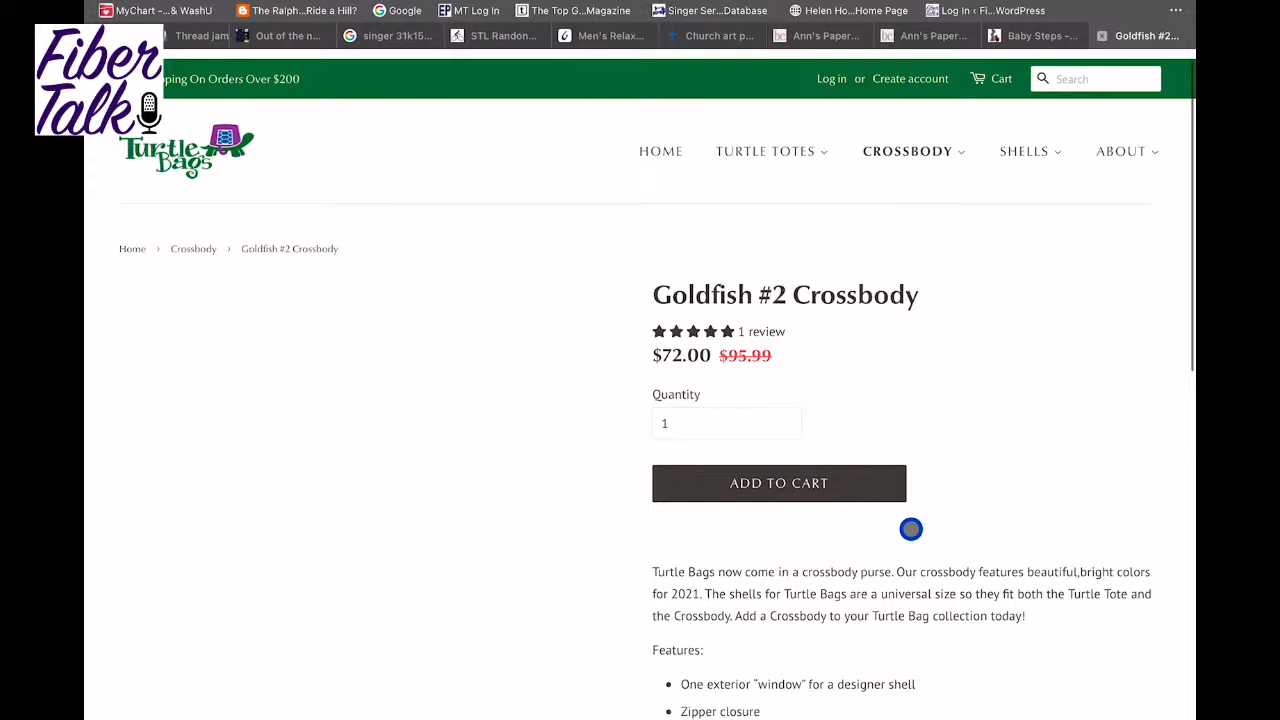 MyChart -...& WashU
The Ralph...Ride a Hill?
Google
MT Log In
The Top G...Magazine
Singer Ser...Database
Helen Ho...Home Page
Log In ‹ Fi...WordPress
Fiber
Talk
Thread jam
Out of the n...
singer 31k15...
STL Random...
Men's Relax...
Church art p...
Ann's Paper...
Ann's Paper...
Baby Steps -...
Goldfish #2...
pping On Orders Over $200
Log in or Create account
Cart
Search
Turtle
Bags
HOME
TURTLE TOTES
CROSSBODY
SHELLS
ABOUT
Home › Crossbody › Goldfish #2 Crossbody
Goldfish #2 Crossbody
1 review
$72.00 $95.99
Quantity
1
ADD TO CART
Turtle Bags now come in a crossbody purse. Our crossbody features beautiful,bright colors
for 2021. The shells for Turtle Bags are a universal size so they fit both the Turtle Tote and
the Crossbody. Add a Crossbody to your Turtle Bag collection today!
Features:
• One exterior “window” for a designer shell
• Zipper closure